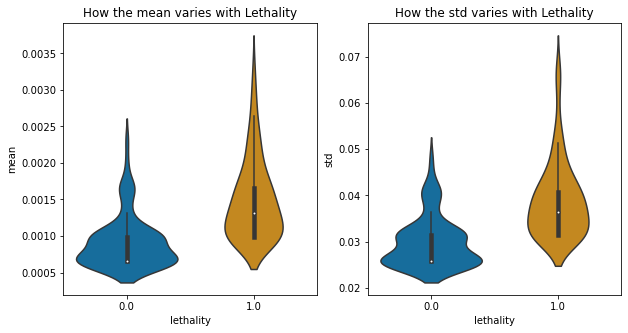 How the mean varies with Lethality
mean
0.0035
0.0030
0.0025
0.0020
0.0015
0.0010
0.0005
0.0
1.0
lethality
How the std varies with Lethality
std
0.07
0.06
0.05
0.04
0.03
0.02
0.0
1.0
lethality